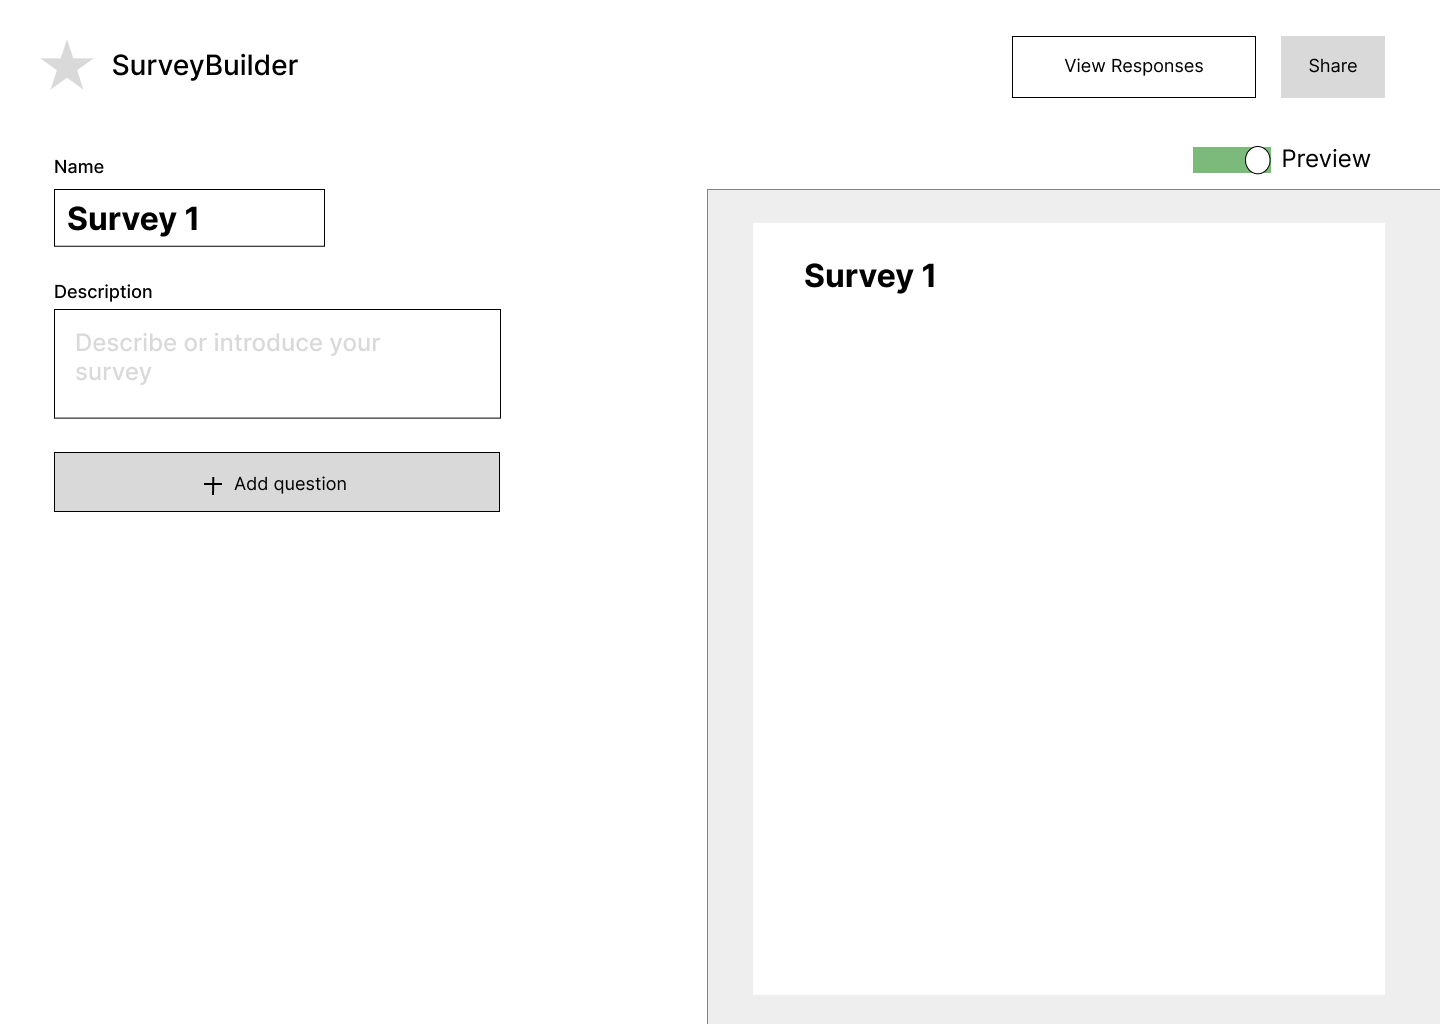 SurveyBuilder
View Responses
Share
Preview
Name
Survey 1
Description
Describe or introduce your
survey
Add question
Survey 1